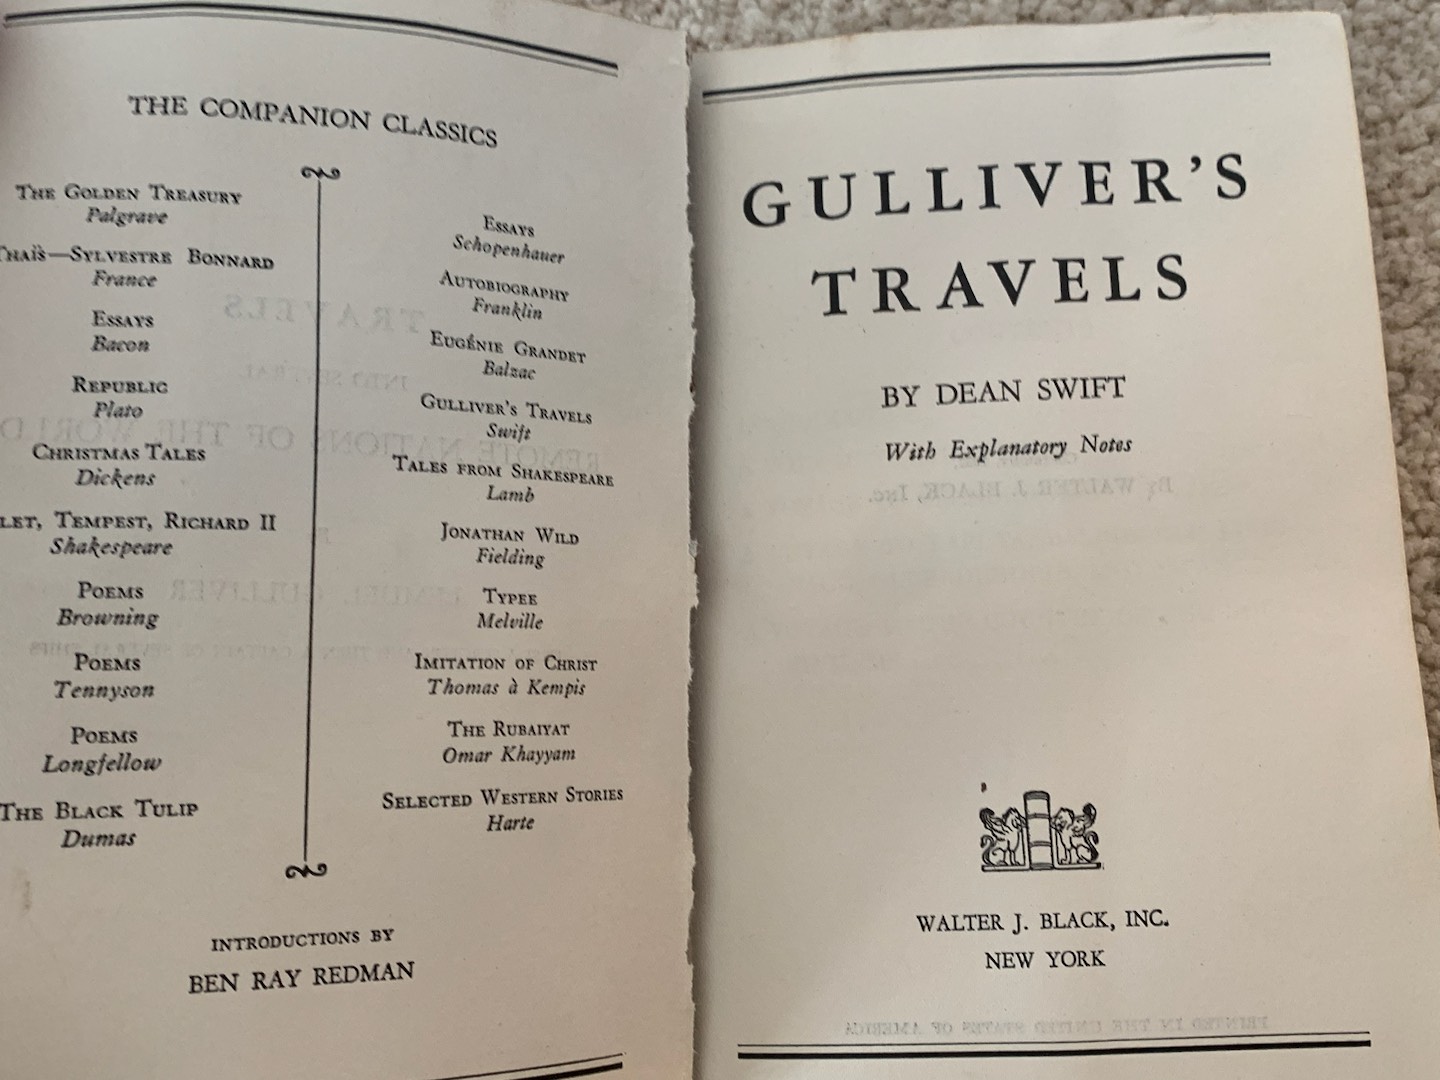 THE COMPANION CLASSICS
THE GOLDEN TREASURY
Palgrave
THAÏS—SYLVESTRE BONNARD
France
ESSAYS
Bacon
REPUBLIC
Plato
CHRISTMAS TALES
Dickens
LET, TEMPEST, RICHARD II
Shakespeare
POEMS
Browning
POEMS
Tennyson
POEMS
Longfellow
THE BLACK TULIP
Dumas
ESSAYS
Schopenhauer
AUTOBIOGRAPHY
Franklin
EUGÉNIE GRANDET
Balzac
GULLIVER'S TRAVELS
Swift
TALES FROM SHAKESPEARE
Lamb
JONATHAN WILD
Fielding
TYPEE
Melville
IMITATION OF CHRIST
Thomas à Kempis
THE RUBAIYAT
Omar Khayyam
SELECTED WESTERN STORIES
Harte
INTRODUCTIONS BY
BEN RAY REDMAN
GULLIVER'S
TRAVELS
BY DEAN SWIFT
With Explanatory Notes
WALTER J. BLACK, INC.
NEW YORK